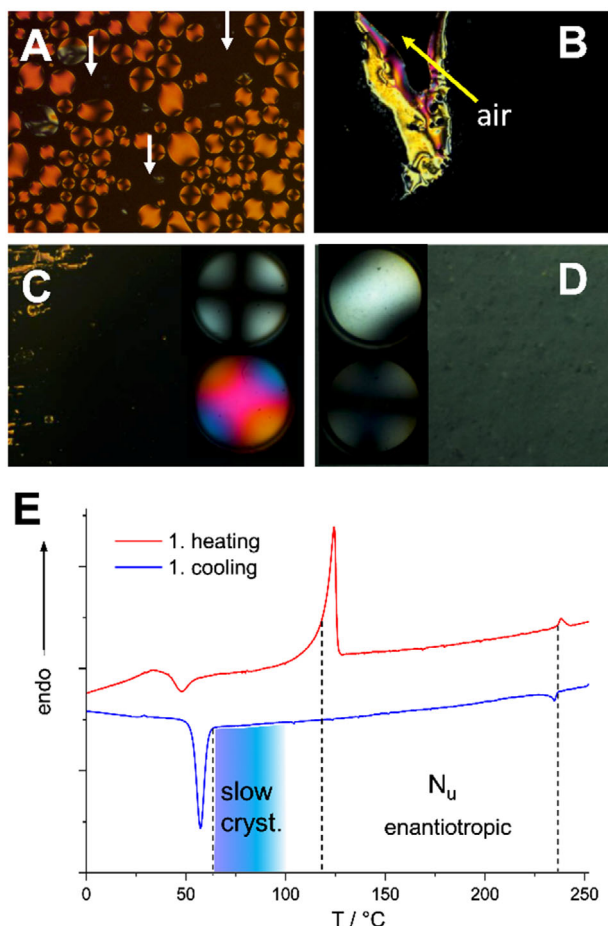 A
B
air
C
D
E
1. heating
1. cooling
endo
slow
cryst.
Nu
enantiotropic
0
50
100
150
200
250
T / °C